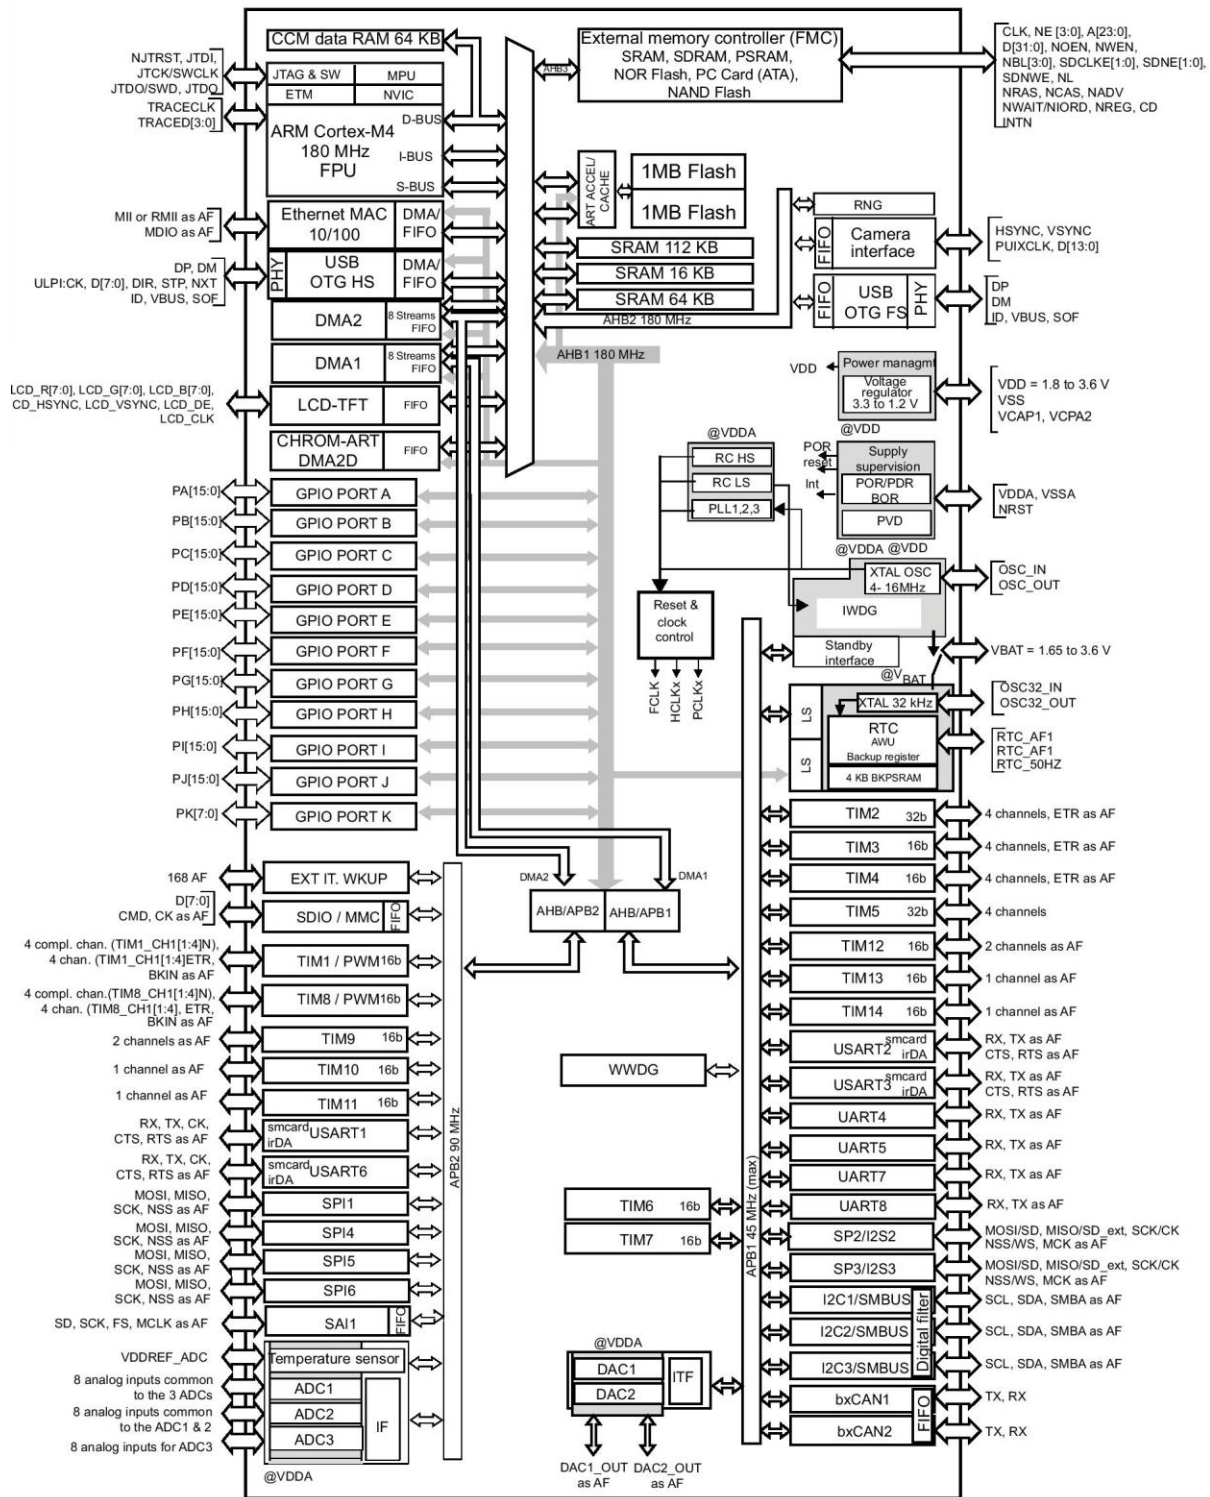 CCM data RAM 64 KB
External memory controller (FMC)
SRAM, SDRAM, PSRAM,
NOR Flash, PC Card (ATA),
NAND Flash
AHB3
CLK, NE [3:0], A[23:0],
D[31:0], NOEN, NWEN,
NBL[3:0], SDCLKE[1:0], SDNE[1:0],
SDNWE, NL
NRAS, NCAS, NADV
NWAIT/NIORD, NREG, CD
INTN
NJTRST, JTDI,
JTCK/SWCLK
JTDO/SWD, JTDO
TRACECLK
TRACED[3:0]
JTAG & SW
MPU
ETM
NVIC
ARM Cortex-M4
180 MHz
FPU
D-BUS
I-BUS
S-BUS
ART ACCEL/
CACHE
1MB Flash
1MB Flash
SRAM 112 KB
SRAM 16 KB
SRAM 64 KB
AHB2 180 MHz
AHB1 180 MHz
RNG
FIFO
Camera
interface
HSYNC, VSYNC
PUIXCLK, D[13:0]
FIFO
USB
OTG FS
PHY
DP
DM
ID, VBUS, SOF
MII or RMII as AF
MDIO as AF
Ethernet MAC
10/100
DMA/
FIFO
DP, DM
ULPI:CK, D[7:0], DIR, STP, NXT
ID, VBUS, SOF
PHY
USB
OTG HS
DMA/
FIFO
DMA2
8 Streams
FIFO
DMA1
8 Streams
FIFO
LCD_R[7:0], LCD_G[7:0], LCD_B[7:0],
CD_HSYNC, LCD_VSYNC, LCD_DE,
LCD_CLK
LCD-TFT
FIFO
CHROM-ART
DMA2D
FIFO
VDD
Power managmt
Voltage
regulator
3.3 to 1.2 V
@VDD
VDD = 1.8 to 3.6 V
VSS
VCAP1, VCPA2
@VDDA
RC HS
RC LS
PLL1,2,3
POR
reset
Int
Supply
supervision
POR/PDR
BOR
PVD
VDDA, VSSA
NRST
@VDDA @VDD
XTAL OSC
4- 16MHz
IWDG
OSC_IN
OSC_OUT
Reset &
clock
control
FCLK
HCLKx
PCLKx
Standby
interface
VBAT = 1.65 to 3.6 V
@VBAT
LS
LS
XTAL 32 kHz
RTC
AWU
Backup register
4 KB BKPSRAM
OSC32_IN
OSC32_OUT
RTC_AF1
RTC_AF1
RTC_50HZ
PA[15:0]
GPIO PORT A
PB[15:0]
GPIO PORT B
PC[15:0]
GPIO PORT C
PD[15:0]
GPIO PORT D
PE[15:0]
GPIO PORT E
PF[15:0]
GPIO PORT F
PG[15:0]
GPIO PORT G
PH[15:0]
GPIO PORT H
PI[15:0]
GPIO PORT I
PJ[15:0]
GPIO PORT J
PK[7:0]
GPIO PORT K
DMA2
DMA1
AHB/APB2
AHB/APB1
168 AF
EXT IT. WKUP
D[7:0]
CMD, CK as AF
SDIO / MMC
FIFO
4 compl. chan. (TIM1_CH1[1:4]N),
4 chan. (TIM1_CH1[1:4]ETR,
BKIN as AF
TIM1 / PWM
16b
4 compl. chan.(TIM8_CH1[1:4]N),
4 chan. (TIM8_CH1[1:4], ETR,
BKIN as AF
TIM8 / PWM
16b
2 channels as AF
TIM9
16b
1 channel as AF
TIM10
16b
1 channel as AF
TIM11
16b
RX, TX, CK,
CTS, RTS as AF
smcard
irDA
USART1
RX, TX, CK,
CTS, RTS as AF
smcard
irDA
USART6
MOSI, MISO,
SCK, NSS as AF
SPI1
MOSI, MISO,
SCK, NSS as AF
SPI4
MOSI, MISO,
SCK, NSS as AF
SPI5
MOSI, MISO,
SCK, NSS as AF
SPI6
SD, SCK, FS, MCLK as AF
SAI1
FIFO
APB2 90 MHz
VDDREF_ADC
Temperature sensor
8 analog inputs common
to the 3 ADCs
8 analog inputs common
to the ADC1 & 2
8 analog inputs for ADC3
ADC1
ADC2
ADC3
IF
@VDDA
WWDG
TIM6
16b
TIM7
16b
@VDDA
DAC1
DAC2
ITF
DAC1_OUT
as AF
DAC2_OUT
as AF
APB1 45 MHz (max)
TIM2
32b
4 channels, ETR as AF
TIM3
16b
4 channels, ETR as AF
TIM4
16b
4 channels, ETR as AF
TIM5
32b
4 channels
TIM12
16b
2 channels as AF
TIM13
16b
1 channel as AF
TIM14
16b
1 channel as AF
USART2
smcard
irDA
RX, TX as AF
CTS, RTS as AF
USART3
smcard
irDA
RX, TX as AF
CTS, RTS as AF
UART4
RX, TX as AF
UART5
RX, TX as AF
UART7
RX, TX as AF
UART8
RX, TX as AF
SP2/I2S2
MOSI/SD, MISO/SD_ext, SCK/CK
NSS/WS, MCK as AF
SP3/I2S3
MOSI/SD, MISO/SD_ext, SCK/CK
NSS/WS, MCK as AF
I2C1/SMBUS
SCL, SDA, SMBA as AF
I2C2/SMBUS
SCL, SDA, SMBA as AF
I2C3/SMBUS
SCL, SDA, SMBA as AF
Digital filter
bxCAN1
TX, RX
bxCAN2
TX, RX
FIFO